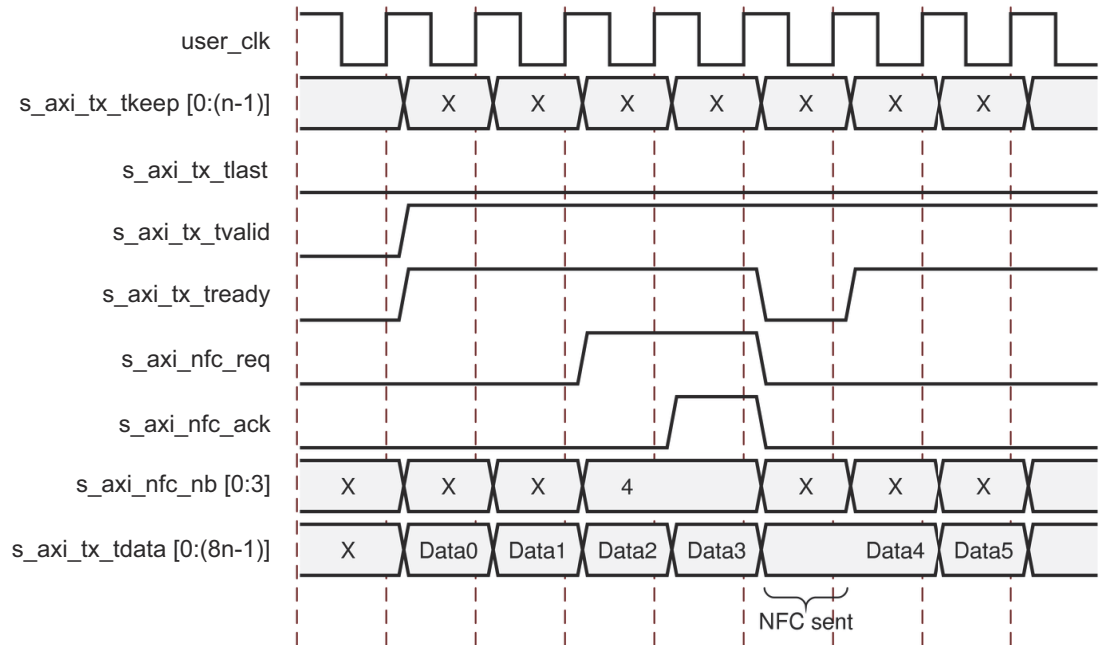 user_clk
s_axi_tx_tkeep [0:(n-1)] X X X X X X X
s_axi_tx_tlast
s_axi_tx_tvalid
s_axi_tx_tready
s_axi_nfc_req
s_axi_nfc_ack
s_axi_nfc_nb [0:3] X X X 4 X X X
s_axi_tx_tdata [0:(8n-1)] X Data0 Data1 Data2 Data3 Data4 Data5
NFC sent